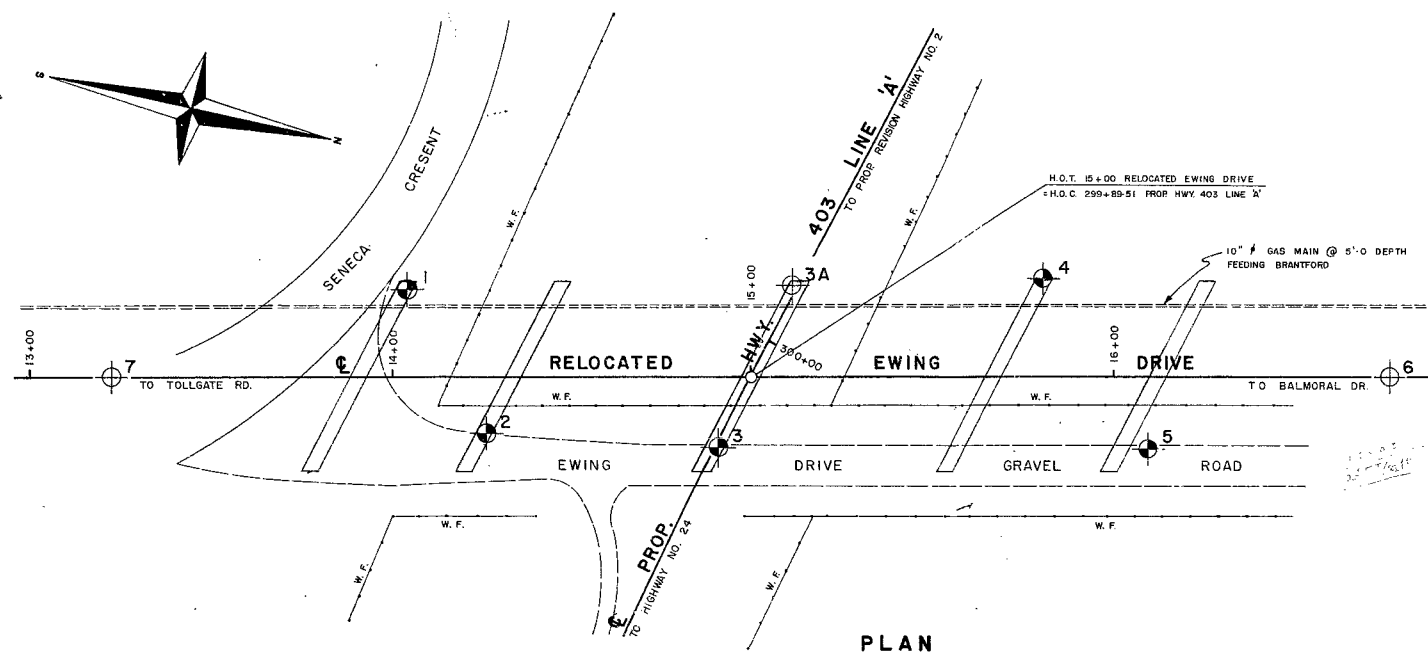 S
N
SENECA
CRESENT
W. F.
403 LINE 'A'
TO PROP. REVISION HIGHWAY NO. 2
W. F.
H.O.T. 15+00 RELOCATED EWING DRIVE
= H.O.C. 299+89·51 PROP. HWY. 403 LINE 'A'
10" ⌀ GAS MAIN @ 5'-0 DEPTH
FEEDING BRANTFORD
1
3A
4
13+00
14+00
15+00
16+00
HWY.
300+00
7
TO TOLLGATE RD.
℄
RELOCATED
EWING
DRIVE
TO BALMORAL DR.
6
W. F.
W. F.
2
3
5
EWING
DRIVE
GRAVEL
ROAD
W. F.
W. F.
W. F.
W. F.
PROP.
℄
TO HIGHWAY NO. 24
PLAN